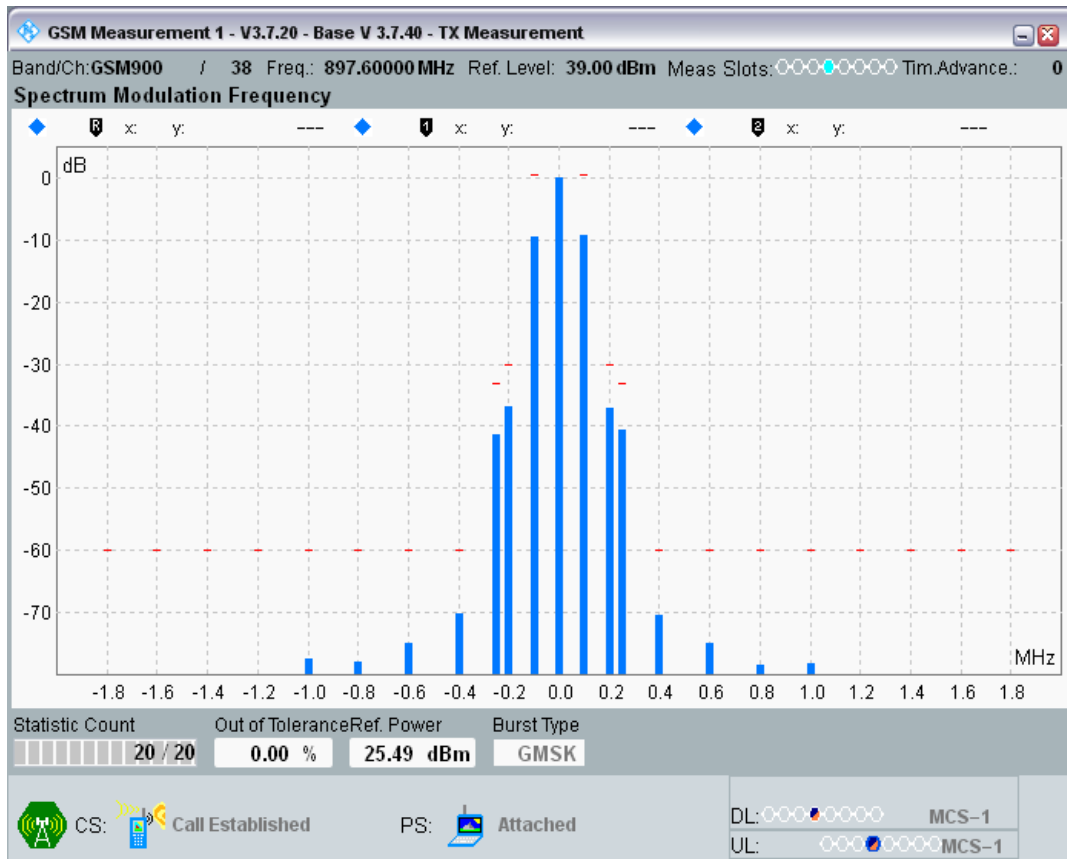 GSM Measurement 1 - V3.7.20 - Base V 3.7.40 - TX Measurement
Band/Ch:GSM900 / 38 Freq.: 897.60000 MHz Ref. Level: 39.00 dBm Meas Slots: Tim.Advance.: 0
Spectrum Modulation Frequency
R x: y: --- 1 x: y: --- 2 x: y: ---
dB
0
-10
-20
-30
-40
-50
-60
-70
MHz
-1.8 -1.6 -1.4 -1.2 -1.0 -0.8 -0.6 -0.4 -0.2 0.0 0.2 0.4 0.6 0.8 1.0 1.2 1.4 1.6 1.8
Statistic Count Out of Tolerance Ref. Power Burst Type
20 / 20 0.00 % 25.49 dBm GMSK
CS: Call Established PS: Attached
DL: MCS-1
UL: MCS-1